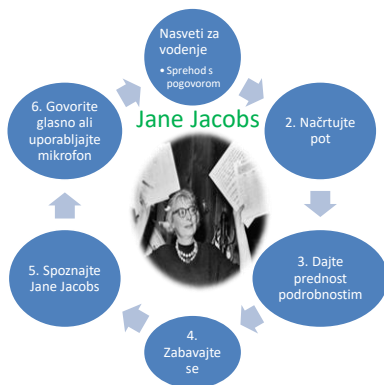 Nasveti za
vodenje
• Sprehod s
pogovorom
Jane Jacobs
2. Načrtujte
pot
3. Dajte
prednost
podrobnostim
4.
Zabavajte
se
5. Spoznajte
Jane Jacobs
6. Govorite
glasno ali
uporabljajte
mikrofon